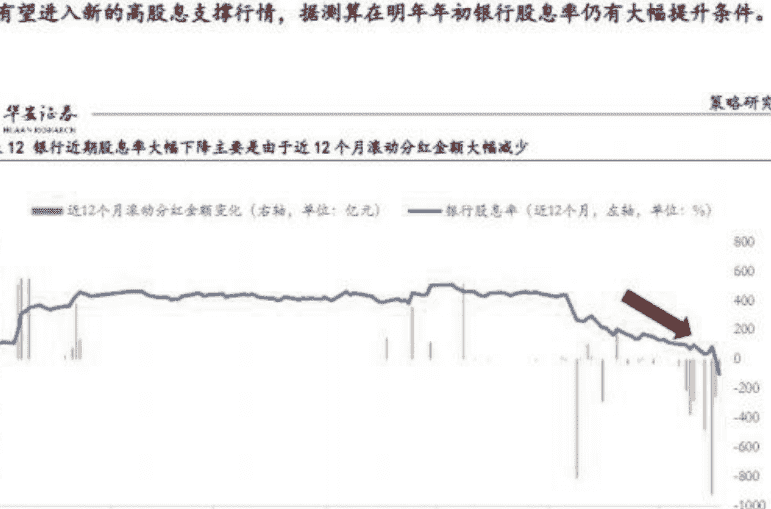 有望进入新的高股息支撑行情，据测算在明年年初银行股息率仍有大幅提升条件。
华安证券
HUAAN RESEARCH
策略研究
12 银行近期股息率大幅下降主要是由于近12个月滚动分红金额大幅减少
近12个月滚动分红金额变化（右轴，单位：亿元）
银行股息率（近12个月，左轴，单位：%）
800
600
400
200
0
-200
-400
-600
-800
-1000